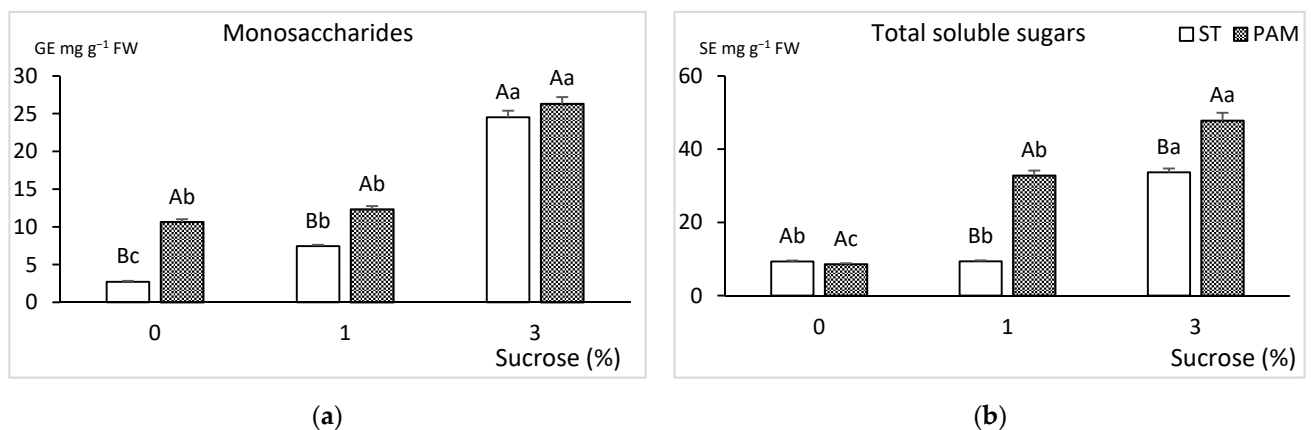 Monosaccharides
GE mg g⁻¹ FW
30
25
20
15
10
5
0
Bc
Ab
Bb
Ab
Aa
Aa
0 1 3
Sucrose (%)
(a)
Total soluble sugars
SE mg g⁻¹ FW
ST PAM
60
40
20
0
Ab
Ac
Bb
Ab
Ba
Aa
0 1 3
Sucrose (%)
(b)